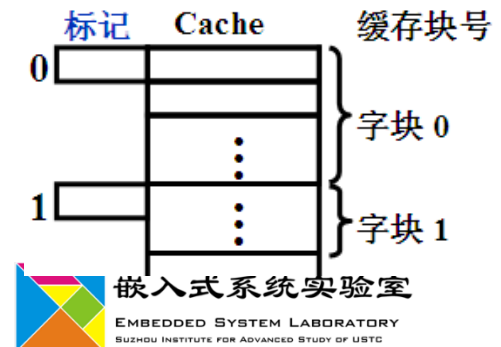 标记 Cache 缓存块号
0
字块 0
1
字块 1
嵌入式系统实验室
EMBEDDED SYSTEM LABORATORY
SUZHOU INSTITUTE FOR ADVANCED STUDY OF USTC